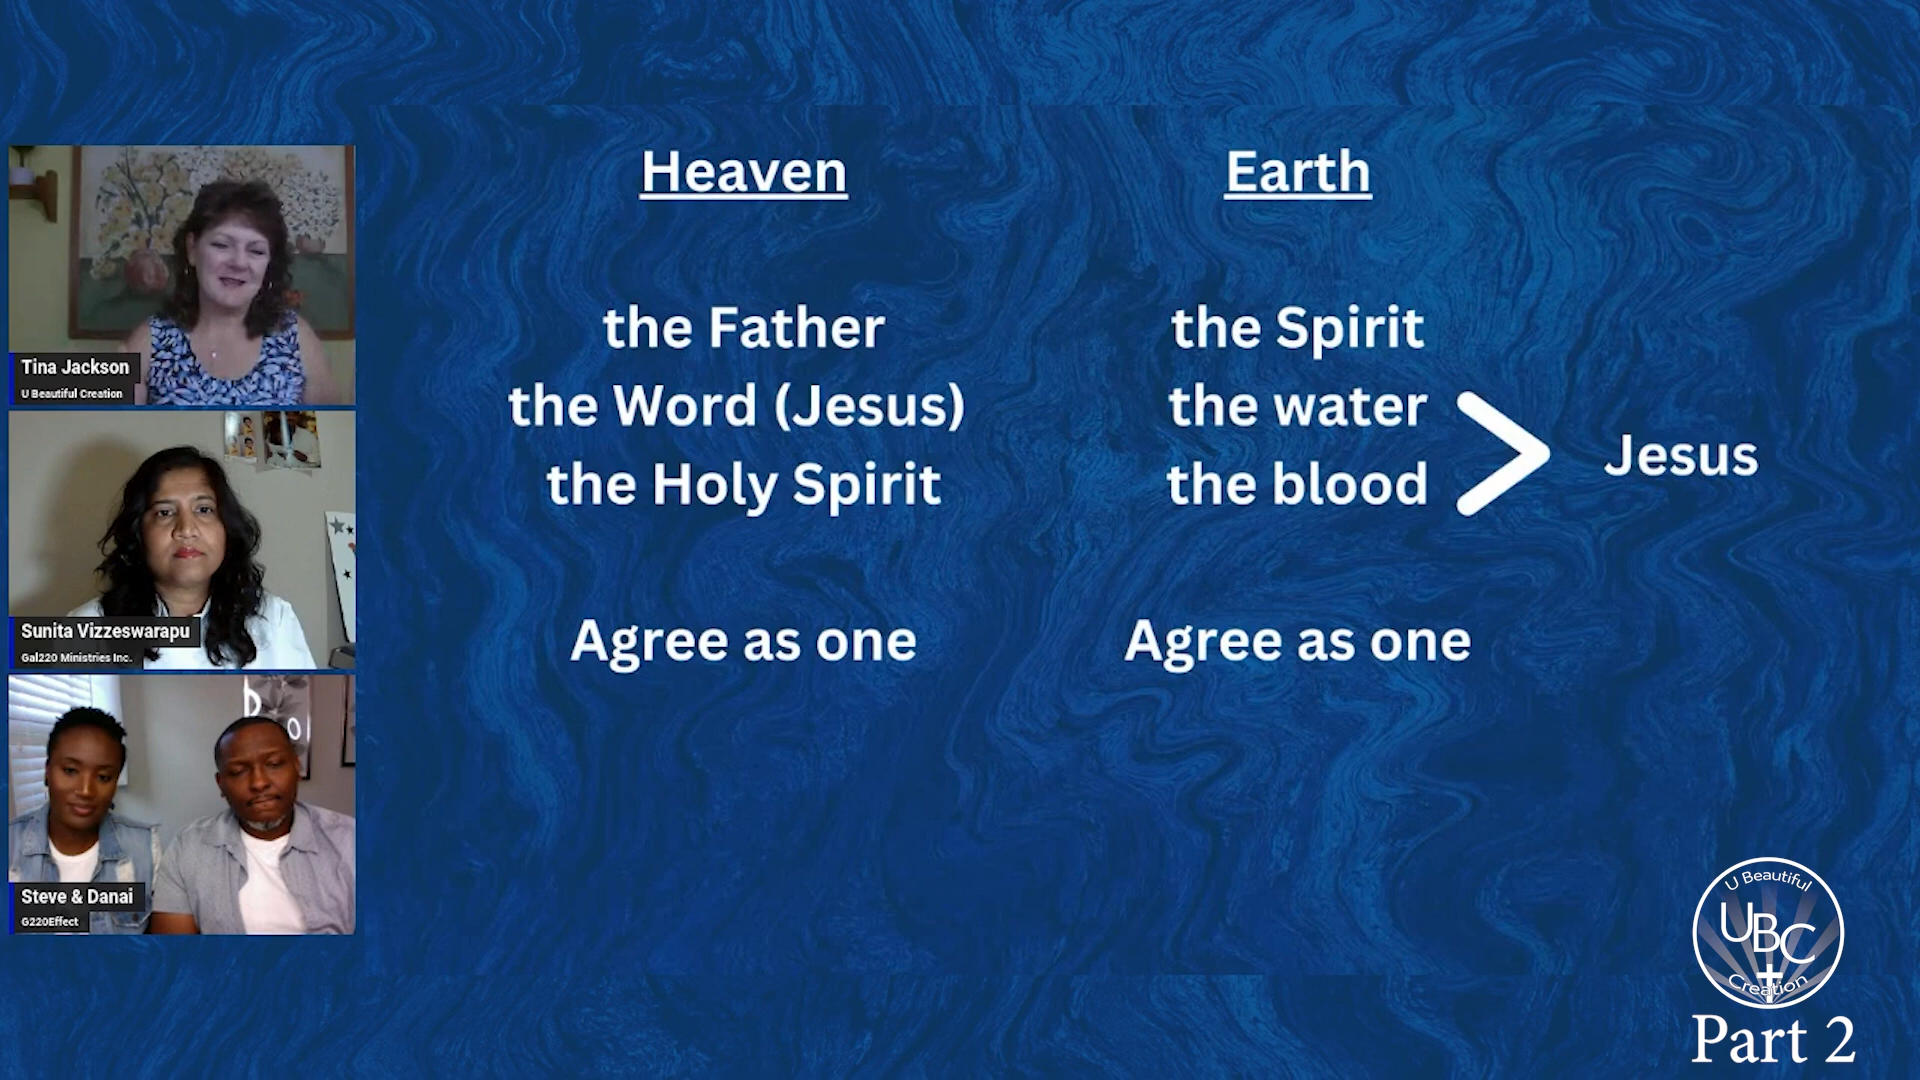 Heaven
the Father
the Word (Jesus)
the Holy Spirit
Agree as one
Earth
the Spirit
the water
the blood
Jesus
Agree as one
Tina Jackson
U Beautiful Creation
Sunita Vizzeswarapu
Gal220 Ministries Inc.
Steve & Danai
G220Effect
U Beautiful
UBC
Creation
Part 2